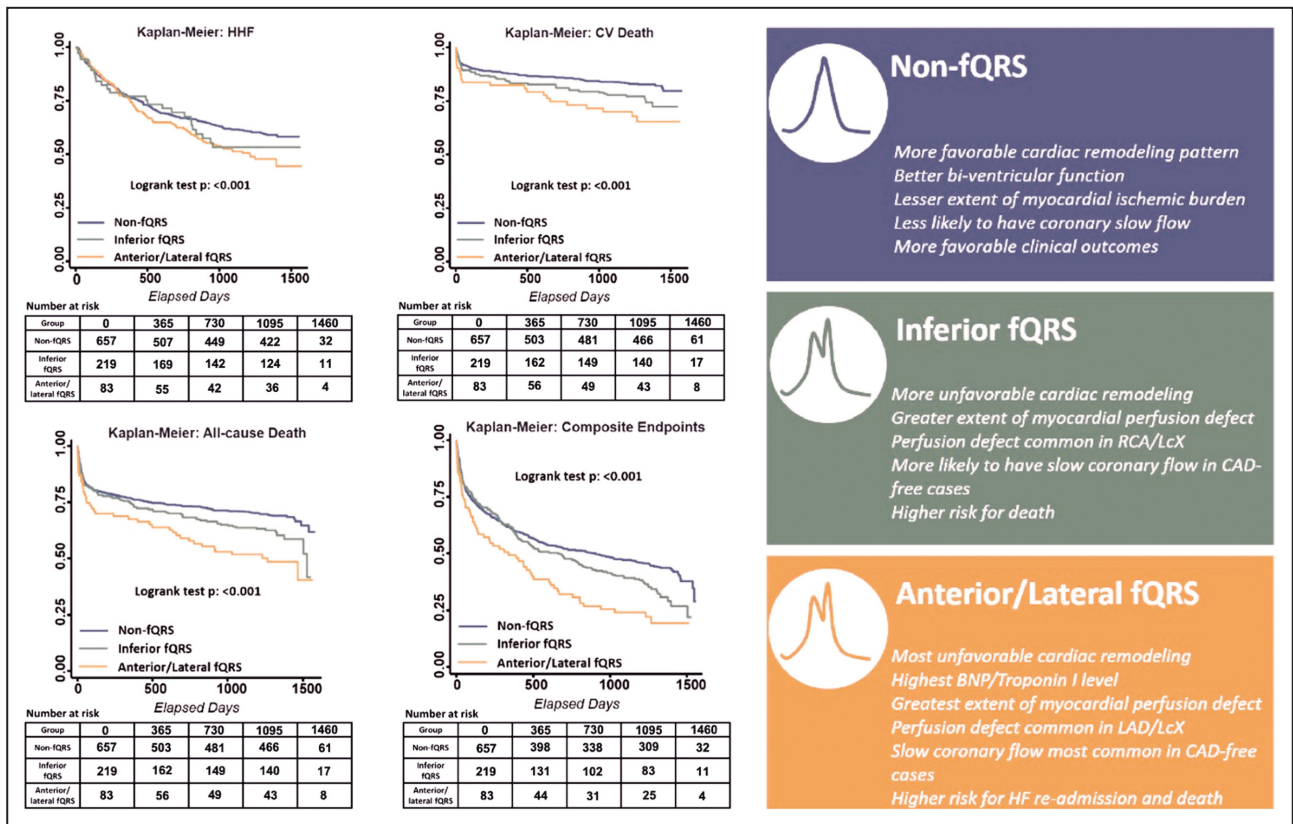 Kaplan-Meier: HHF
1.00
0.75
0.50
0.25
0.00
Logrank test p: <0.001
Non-fQRS
Inferior fQRS
Anterior/Lateral fQRS
0 500 1000 1500
Elapsed Days
Number at risk
Group 0 365 730 1095 1460
Non-fQRS 657 507 449 422 32
Inferior
fQRS 219 169 142 124 11
Anterior/
lateral fQRS 83 55 42 36 4
Kaplan-Meier: CV Death
1.00
0.75
0.50
0.25
0.00
Logrank test p: <0.001
Non-fQRS
Inferior fQRS
Anterior/Lateral fQRS
0 500 1000 1500
Elapsed Days
Number at risk
Group 0 365 730 1095 1460
Non-fQRS 657 503 481 466 61
Inferior
fQRS 219 162 149 140 17
Anterior/
lateral fQRS 83 56 49 43 8
Kaplan-Meier: All-cause Death
1.00
0.75
0.50
0.25
0.00
Logrank test p: <0.001
Non-fQRS
Inferior fQRS
Anterior/Lateral fQRS
0 500 1000 1500
Elapsed Days
Number at risk
Group 0 365 730 1095 1460
Non-fQRS 657 503 481 466 61
Inferior
fQRS 219 162 149 140 17
Anterior/
lateral fQRS 83 56 49 43 8
Kaplan-Meier: Composite Endpoints
1.00
0.75
0.50
0.25
0.00
Logrank test p: <0.001
Non-fQRS
Inferior fQRS
Anterior/Lateral fQRS
0 500 1000 1500
Elapsed Days
Number at risk
Group 0 365 730 1095 1460
Non-fQRS 657 398 338 309 32
Inferior
fQRS 219 131 102 83 11
Anterior/
lateral fQRS 83 44 31 25 4
Non-fQRS
More favorable cardiac remodeling pattern
Better bi-ventricular function
Lesser extent of myocardial ischemic burden
Less likely to have coronary slow flow
More favorable clinical outcomes
Inferior fQRS
More unfavorable cardiac remodeling
Greater extent of myocardial perfusion defect
Perfusion defect common in RCA/LcX
More likely to have slow coronary flow in CAD-
free cases
Higher risk for death
Anterior/Lateral fQRS
Most unfavorable cardiac remodeling
Highest BNP/Troponin I level
Greatest extent of myocardial perfusion defect
Perfusion defect common in LAD/LcX
Slow coronary flow most common in CAD-free
cases
Higher risk for HF re-admission and death